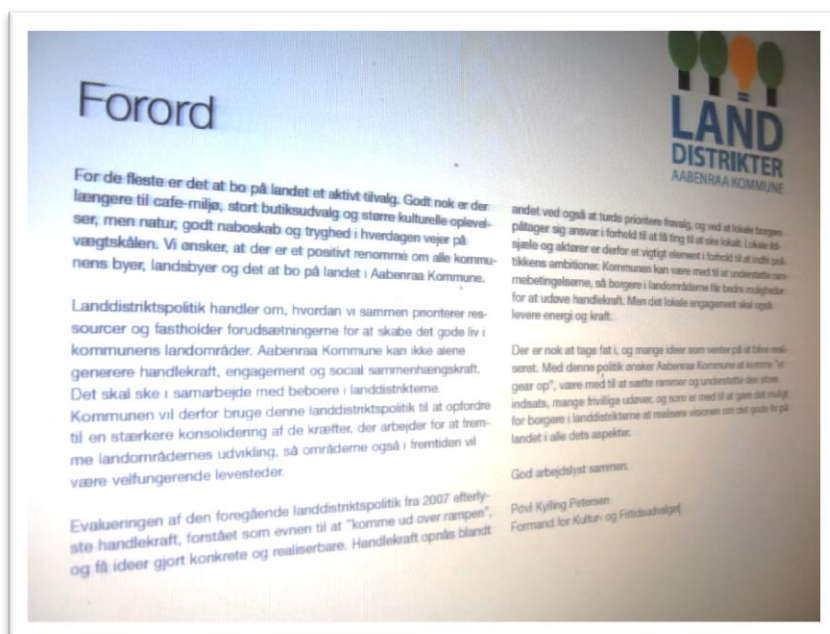 Forord
LAND
DISTRIKTER
AABENRAA KOMMUNE
For de fleste er det at bo på landet et aktivt tilvalg. Godt nok er der
længere til cafe-miljø, stort butiksudvalg og større kulturelle oplevel-
ser, men natur, godt naboskab og tryghed i hverdagen vejer på
vægtskålen. Vi ønsker, at der er et positivt renommé om alle kommu-
nens byer, landsbyer og det at bo på landet i Aabenraa Kommune.
Landdistriktspolitik handler om, hvordan vi sammen prioriterer res-
sourcer og fastholder forudsætningerne for at skabe det gode liv i
kommunens landområder. Aabenraa Kommune kan ikke alene
generere handlekraft, engagement og social sammenhængskraft.
Det skal ske i samarbejde med beboere i landdistrikterne.
Kommunen vil derfor bruge denne landdistriktspolitik til at opfordre
til en stærkere konsolidering af de kræfter, der arbejder for at frem-
me landområdernes udvikling, så områderne også i fremtiden vil
være velfungerende levesteder.
Evalueringen af den foregående landdistriktspolitik fra 2007 efterly-
ste handlekraft, forstået som evnen til at "komme ud over rampen",
og få ideer gjort konkrete og realiserbare. Handlekraft opnås blandt
andet ved også at turde prioritere fravalg, og ved at lokale borgere
påtager sig ansvar i forhold til at få ting til at ske lokalt. Lokale ild-
sjæle og aktører er derfor et vigtigt element i forhold til at indfri poli-
tikkens ambitioner. Kommunen kan være med til at understøtte ram-
mebetingelserne, så borgere i landområderne får bedre muligheder
for at udøve handlekraft. Men det lokale engagement skal også
levere energi og kraft.
Der er nok at tage fat i, og mange ideer som venter på at blive reali-
seret. Med denne politik ønsker Aabenraa Kommune at komme "et
gear op", være med til at sætte rammer og understøtte den store
indsats, mange frivillige udøver, og som er med til at gøre det muligt
for borgere i landdistrikterne at realisere visionen om det gode liv på
landet i alle dets aspekter.
God arbejdslyst sammen.
Povl Kylling Petersen
Formand for Kultur- og Fritidsudvalget